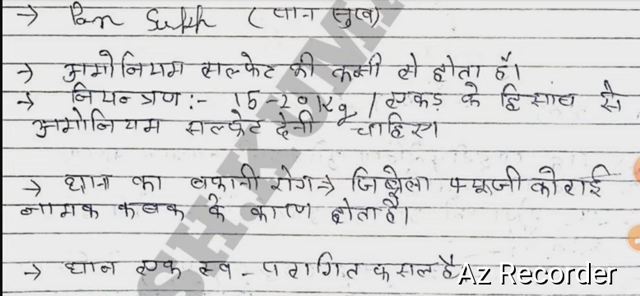 → Pan Sukh (पान सुख)
→ अमोनियम सल्फेट की कमी से होता है।
→ नियन्त्रण :- 15-20 kg / एकड़ के हिसाब से
अमोनियम सल्फेट देनी चाहिए।
→ धान का बकानी रोग → जिब्रेला फ्यूजीकोराई
नामक कवक के कारण होता है।
→ धान एक स्व-परागित फसल है
Az Recorder